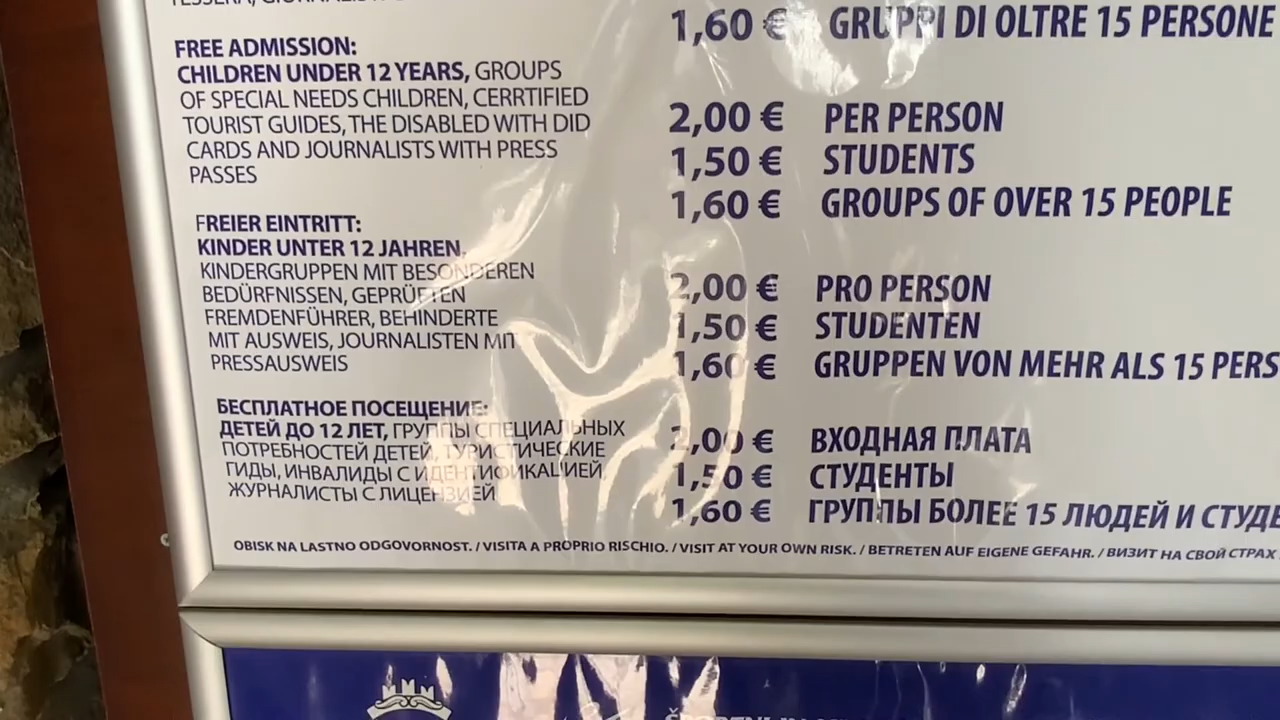 1,60 € GRUPPI DI OLTRE 15 PERSONE
FREE ADMISSION:
CHILDREN UNDER 12 YEARS, GROUPS
OF SPECIAL NEEDS CHILDREN, CERRTIFIED
TOURIST GUIDES, THE DISABLED WITH DID
CARDS AND JOURNALISTS WITH PRESS
PASSES
2,00 € PER PERSON
1,50 € STUDENTS
1,60 € GROUPS OF OVER 15 PEOPLE
FREIER EINTRITT:
KINDER UNTER 12 JAHREN,
KINDERGRUPPEN MIT BESONDEREN
BEDÜRFNISSEN, GEPRÜFTEN
FREMDENFÜHRER, BEHINDERTE
MIT AUSWEIS, JOURNALISTEN MIT
PRESSAUSWEIS
2,00 € PRO PERSON
1,50 € STUDENTEN
1,60 € GRUPPEN VON MEHR ALS 15 PERS
БЕСПЛАТНОЕ ПОСЕЩЕНИЕ:
ДЕТЕЙ ДО 12 ЛЕТ, ГРУППЫ СПЕЦИАЛЬНЫХ
ПОТРЕБНОСТЕЙ ДЕТЕЙ, ТУРИСТИЧЕСКИЕ
ГИДЫ, ИНВАЛИДЫ С ИДЕНТИФИКАЦИЕЙ,
ЖУРНАЛИСТЫ С ЛИЦЕНЗИЕЙ
2,00 € ВХОДНАЯ ПЛАТА
1,50 € СТУДЕНТЫ
1,60 € ГРУППЫ БОЛЕЕ 15 ЛЮДЕЙ И СТУДЕ
OBISK NA LASTNO ODGOVORNOST. / VISITA A PROPRIO RISCHIO. / VISIT AT YOUR OWN RISK. / BETRETEN AUF EIGENE GEFAHR. / ВИЗИТ НА СВОЙ СТРАХ